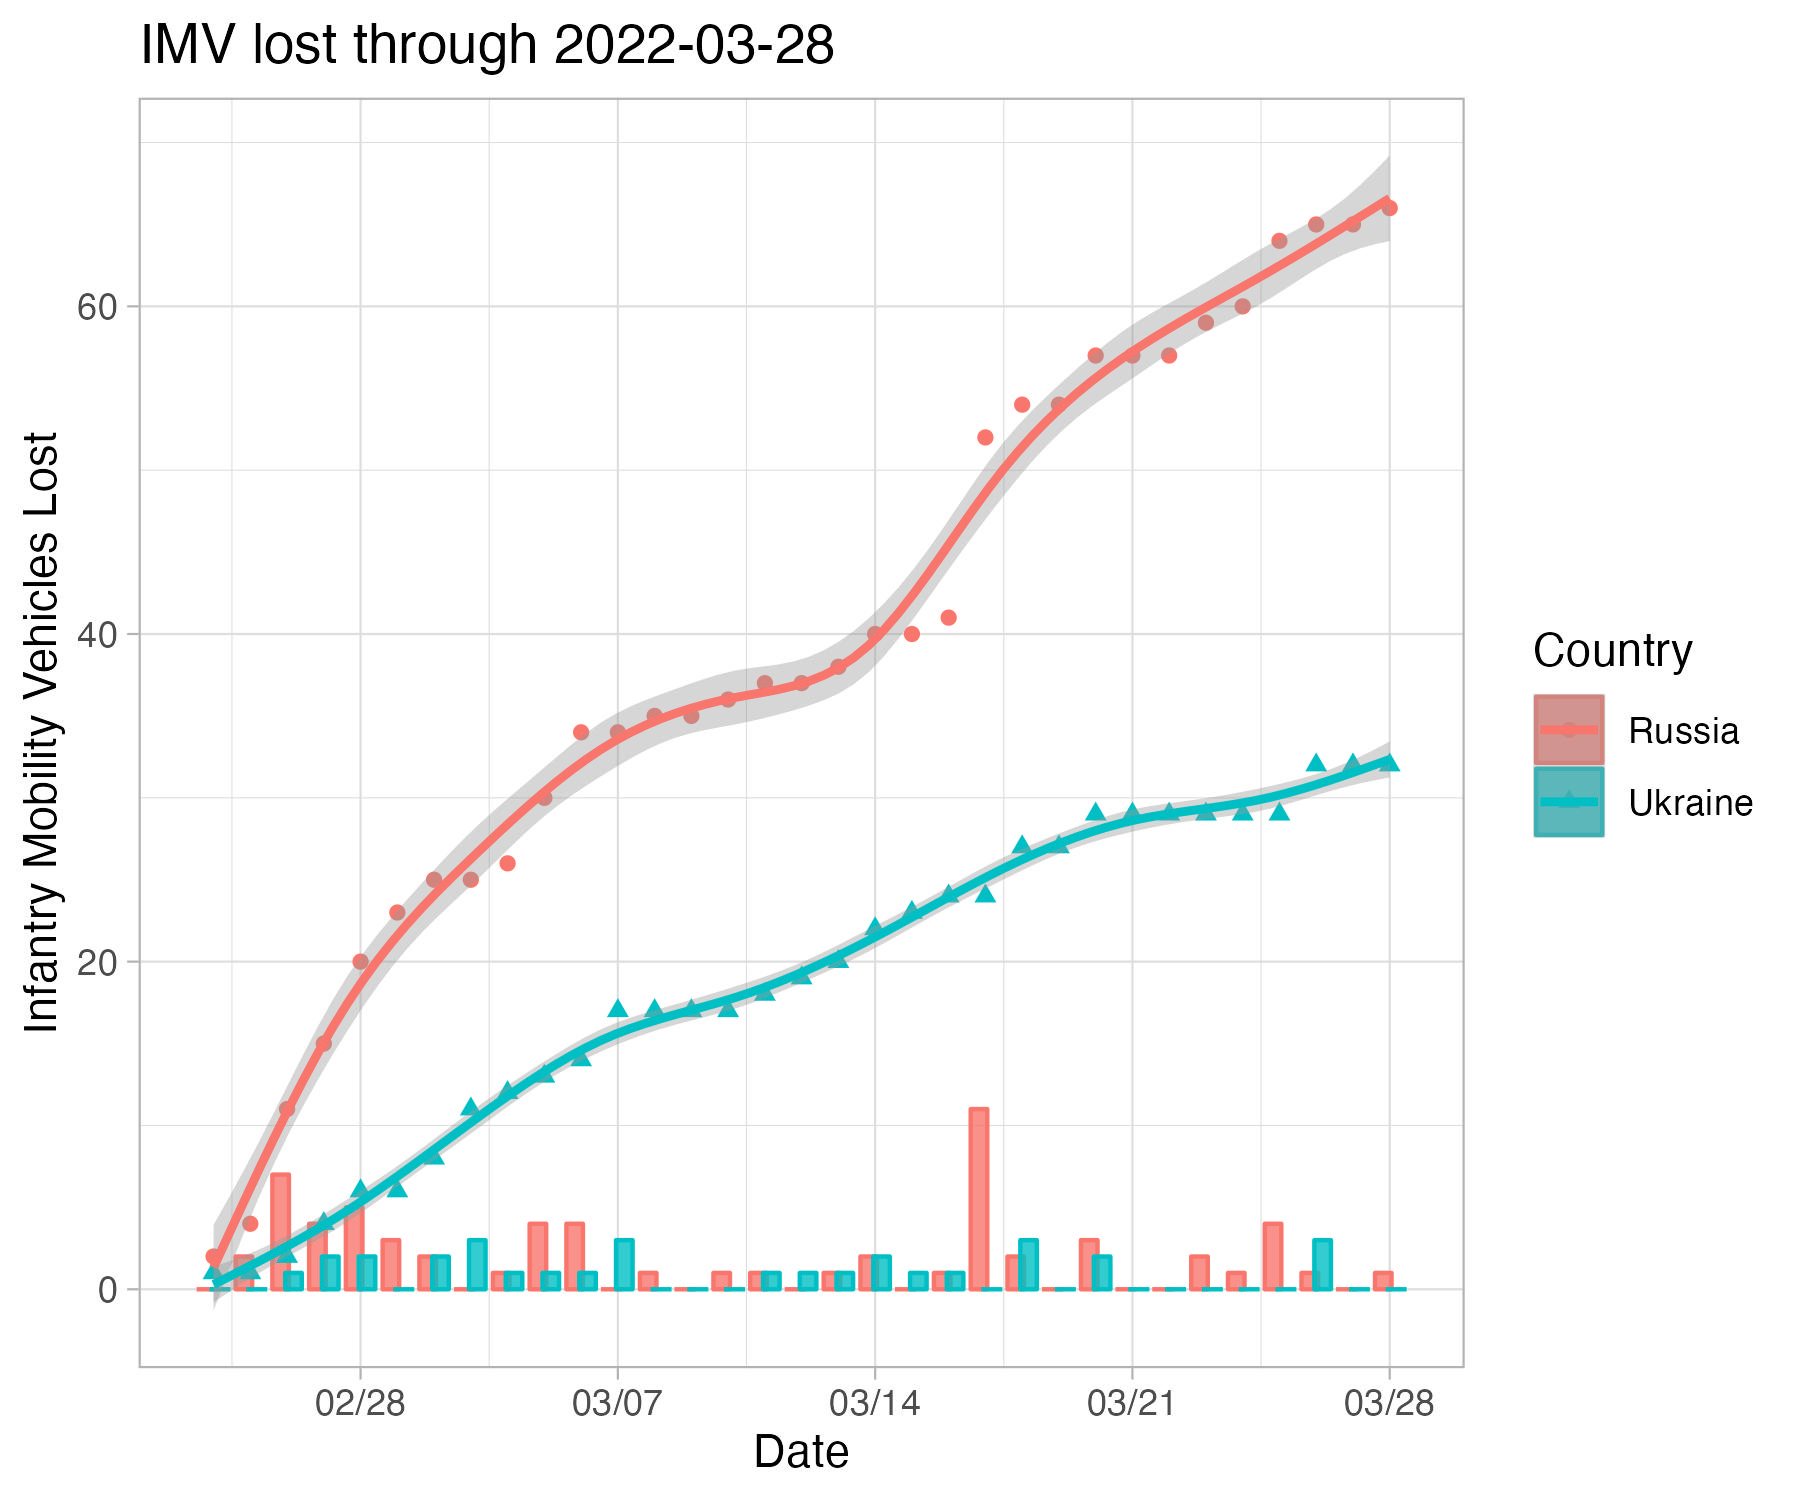 IMV lost through 2022-03-28
Infantry Mobility Vehicles Lost
60
40
20
0
02/28 03/07 03/14 03/21 03/28
Date
Country
Russia
Ukraine